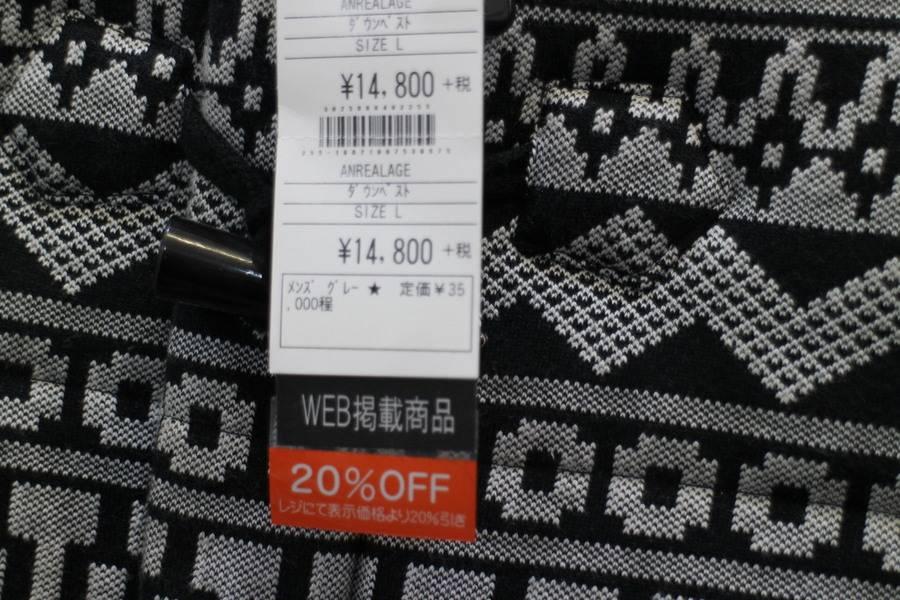 ANREALAGE
ダウンベスト
SIZE L
¥14,800 +税
ANREALAGE
ダウンベスト
SIZE L
¥14,800 +税
メンズ グレー ★ 定価¥35
,000程
WEB掲載商品
20%OFF
レジにて表示価格より20%引き